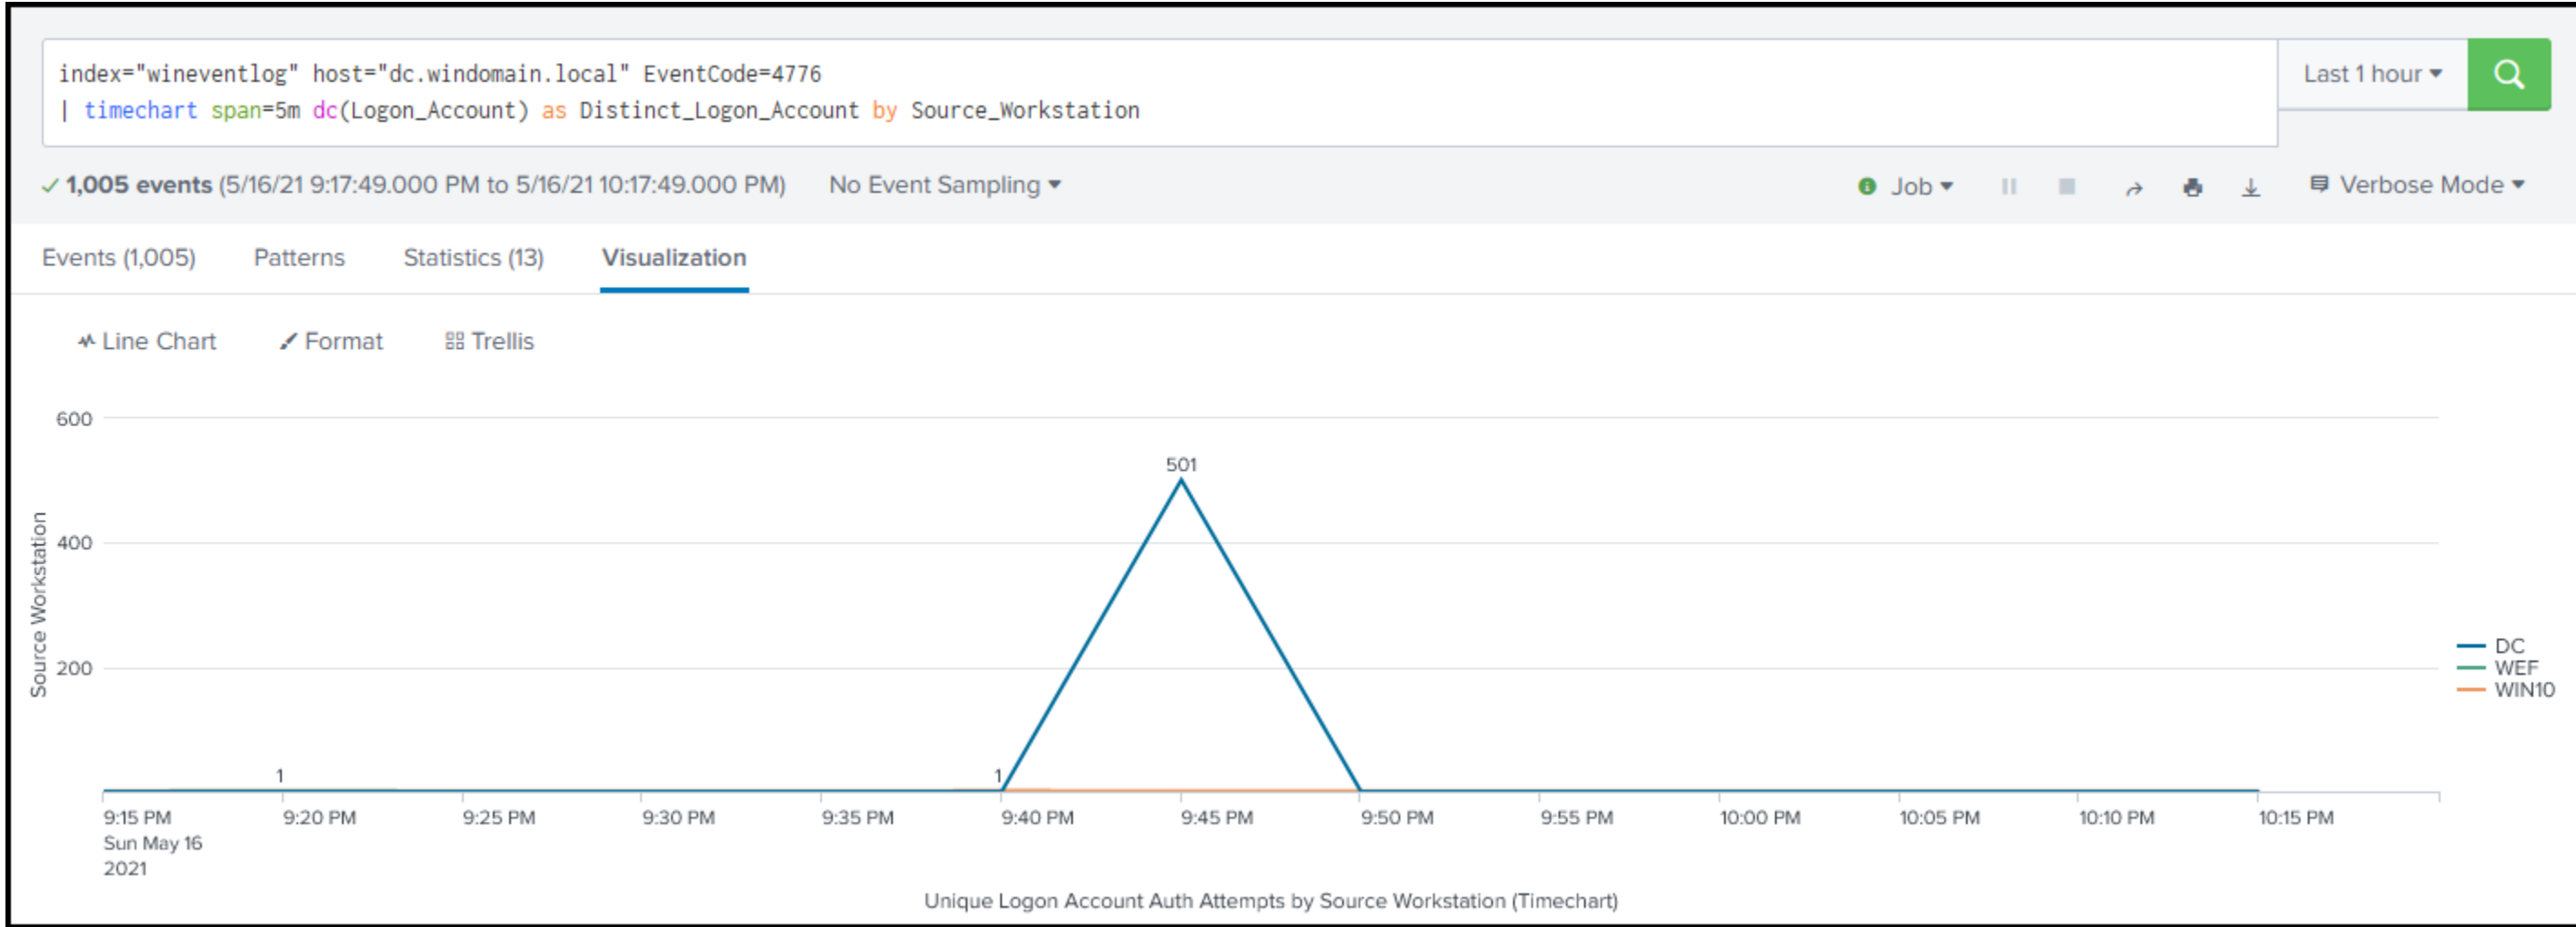 index="wineventlog" host="dc.windomain.local" EventCode=4776
| timechart span=5m dc(Logon_Account) as Distinct_Logon_Account by Source_Workstation
Last 1 hour
1,005 events (5/16/21 9:17:49.000 PM to 5/16/21 10:17:49.000 PM) No Event Sampling Job Verbose Mode
Events (1,005) Patterns Statistics (13) Visualization
Line Chart Format Trellis
600
501
400
200
Source Workstation
1 1
DC
WEF
WIN10
9:15 PM 9:20 PM 9:25 PM 9:30 PM 9:35 PM 9:40 PM 9:45 PM 9:50 PM 9:55 PM 10:00 PM 10:05 PM 10:10 PM 10:15 PM
Sun May 16
2021
Unique Logon Account Auth Attempts by Source Workstation (Timechart)